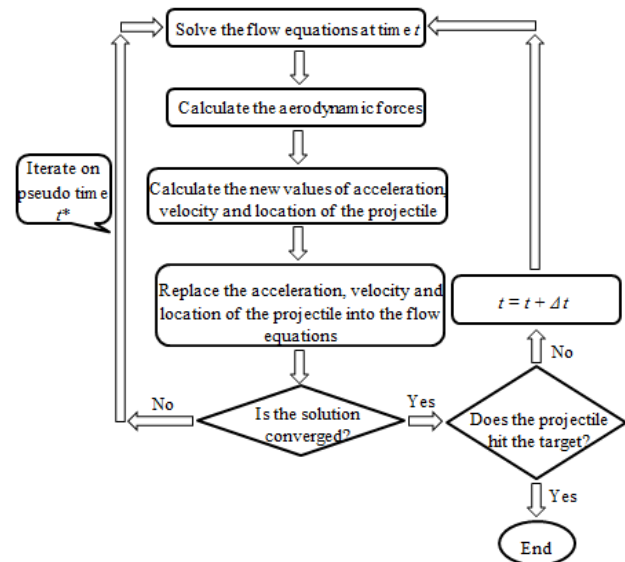 Solve the flow equations at time t
Calculate the aerodynamic forces
Iterate on
pseudo time
t*
Calculate the new values of acceleration,
velocity and location of the projectile
Replace the acceleration, velocity and
location of the projectile into the flow
equations
t = t + Δt
No
No
Yes
Is the solution
converged?
Does the projectile
hit the target?
Yes
End